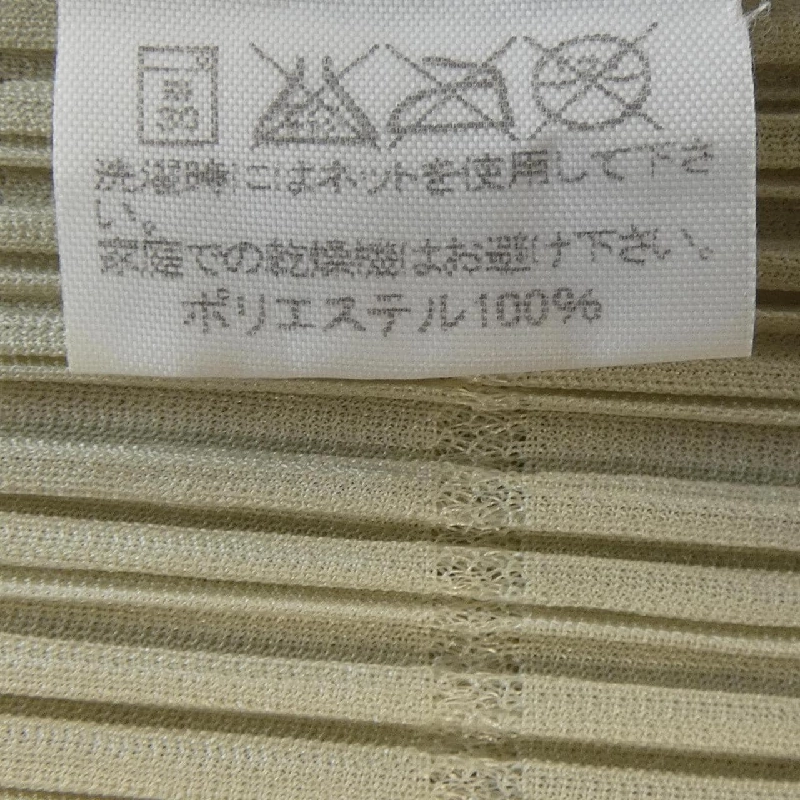 弱
30
洗濯時にはネットを使用して下さ
い。
家庭での乾燥機はお避け下さい。
ポリエステル100%